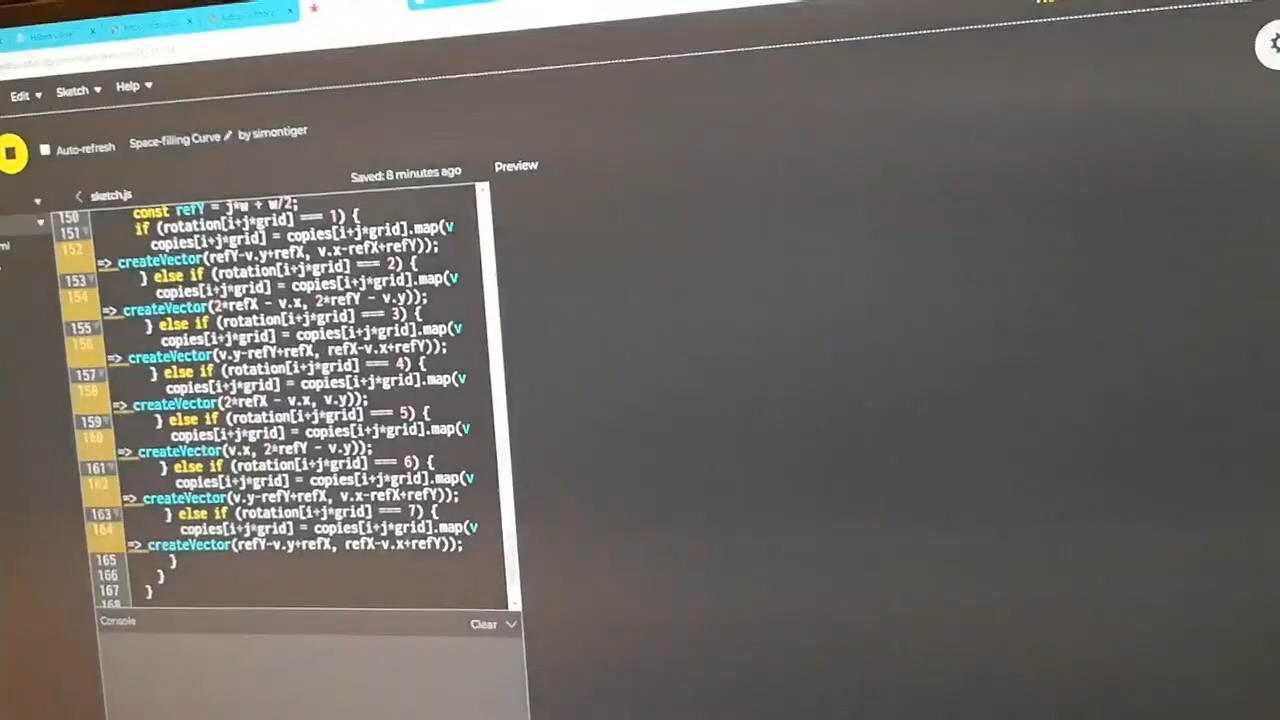 Hilbert Curve
Edit Sketch Help
Auto-refresh Space-filling Curve by simontiger
Saved: 8 minutes ago Preview
sketch.js
150 const refY = j*w + w/2;
151 if (rotation[i+j*grid] === 1) {
152 copies[i+j*grid] = copies[i+j*grid].map(v
=> createVector(refY-v.y+refX, v.x-refX+refY));
153 } else if (rotation[i+j*grid] === 2) {
154 copies[i+j*grid] = copies[i+j*grid].map(v
=> createVector(2*refX - v.x, 2*refY - v.y));
155 } else if (rotation[i+j*grid] === 3) {
156 copies[i+j*grid] = copies[i+j*grid].map(v
=> createVector(v.y-refY+refX, refX-v.x+refY));
157 } else if (rotation[i+j*grid] === 4) {
158 copies[i+j*grid] = copies[i+j*grid].map(v
=> createVector(2*refX - v.x, v.y));
159 } else if (rotation[i+j*grid] === 5) {
160 copies[i+j*grid] = copies[i+j*grid].map(v
=> createVector(v.x, 2*refY - v.y));
161 } else if (rotation[i+j*grid] === 6) {
162 copies[i+j*grid] = copies[i+j*grid].map(v
=> createVector(v.y-refY+refX, v.x-refX+refY));
163 } else if (rotation[i+j*grid] === 7) {
164 copies[i+j*grid] = copies[i+j*grid].map(v
=> createVector(refY-v.y+refX, refX-v.x+refY));
165 }
166 }
167 }
168
Console Clear